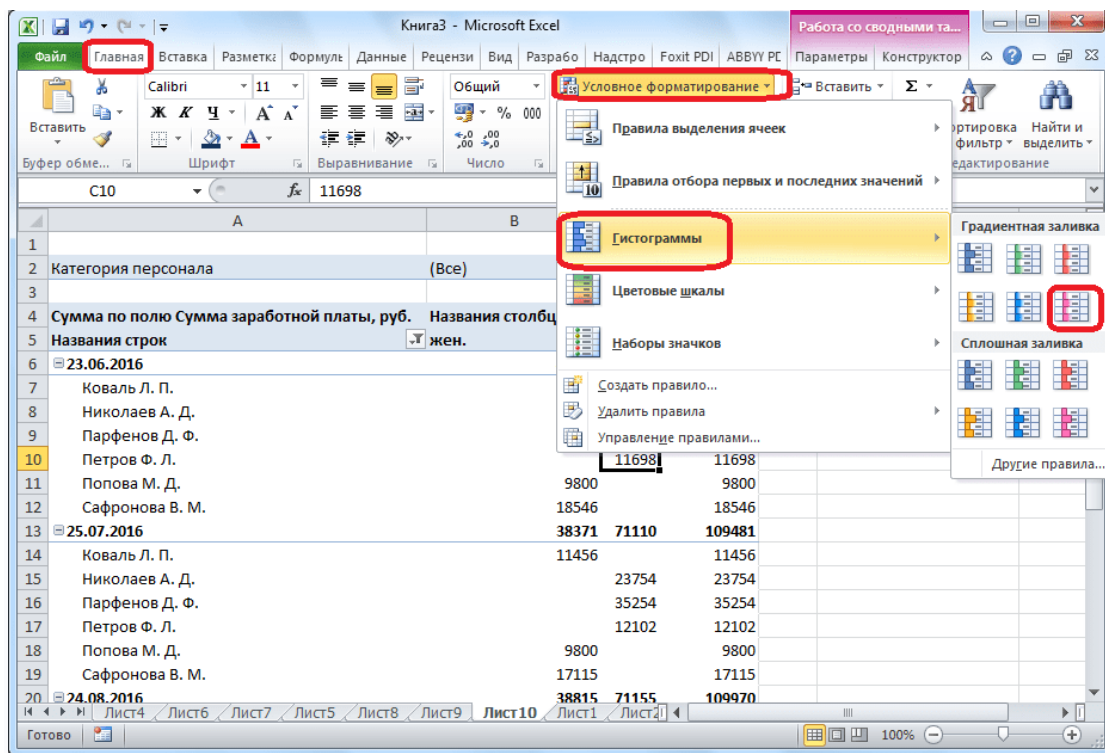 Книга3 - Microsoft Excel
Работа со сводными та...
Файл Главная Вставка Разметка Формуль Данные Рецензи Вид Разрабо Надстро Foxit PDI ABBYY PC Параметры Конструктор
Calibri 11 Общий Условное форматирование Вставить Σ
Ж К Ч А А % 000
Вставить
ортировка Найти и
фильтр выделить
Буфер обме... Шрифт Выравнивание Число едактирование
C10 fx 11698
Правила выделения ячеек
Правила отбора первых и последних значений
Гистограммы
Цветовые шкалы
Наборы значков
Создать правило...
Удалить правила
Управление правилами...
Градиентная заливка
Сплошная заливка
Другие правила...
A B
1
2 Категория персонала (Все)
3
4 Сумма по полю Сумма заработной платы, руб. Названия столбц
5 Названия строк жен.
6 23.06.2016
7 Коваль Л. П.
8 Николаев А. Д.
9 Парфенов Д. Ф.
10 Петров Ф. Л. 11698 11698
11 Попова М. Д. 9800 9800
12 Сафронова В. М. 18546 18546
13 25.07.2016 38371 71110 109481
14 Коваль Л. П. 11456 11456
15 Николаев А. Д. 23754 23754
16 Парфенов Д. Ф. 35254 35254
17 Петров Ф. Л. 12102 12102
18 Попова М. Д. 9800 9800
19 Сафронова В. М. 17115 17115
20 24.08.2016 38815 71155 109970
Лист4 Лист6 Лист7 Лист5 Лист8 Лист9 Лист10 Лист1 Лист2
Готово 100%